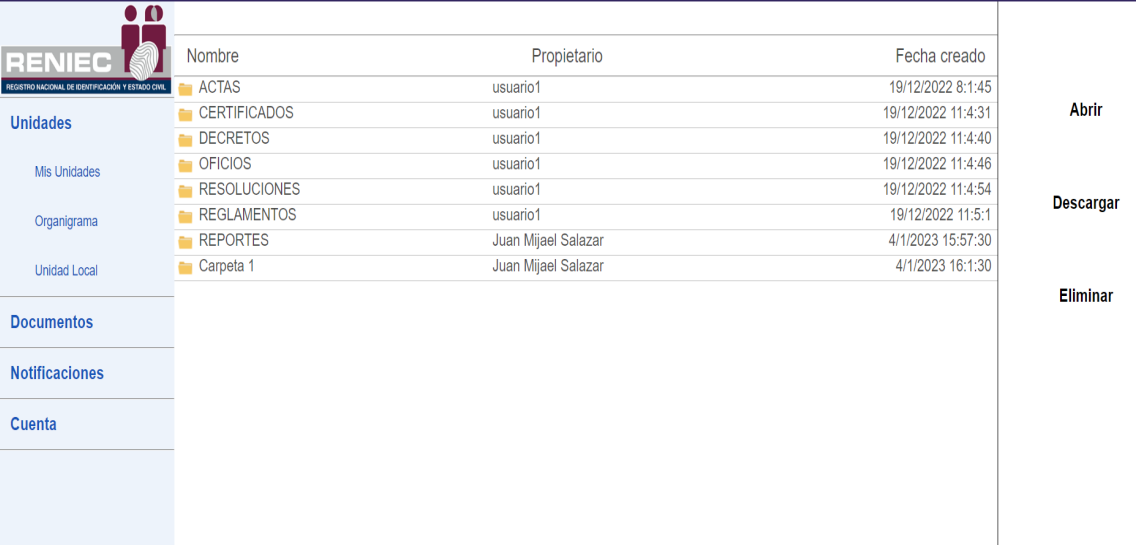 RENIEC
REGISTRO NACIONAL DE IDENTIFICACIÓN Y ESTADO CIVIL
Unidades
Mis Unidades
Organigrama
Unidad Local
Documentos
Notificaciones
Cuenta
Nombre Propietario Fecha creado
ACTAS usuario1 19/12/2022 8:1:45
CERTIFICADOS usuario1 19/12/2022 11:4:31
DECRETOS usuario1 19/12/2022 11:4:40
OFICIOS usuario1 19/12/2022 11:4:46
RESOLUCIONES usuario1 19/12/2022 11:4:54
REGLAMENTOS usuario1 19/12/2022 11:5:1
REPORTES Juan Mijael Salazar 4/1/2023 15:57:30
Carpeta 1 Juan Mijael Salazar 4/1/2023 16:1:30
Abrir
Descargar
Eliminar